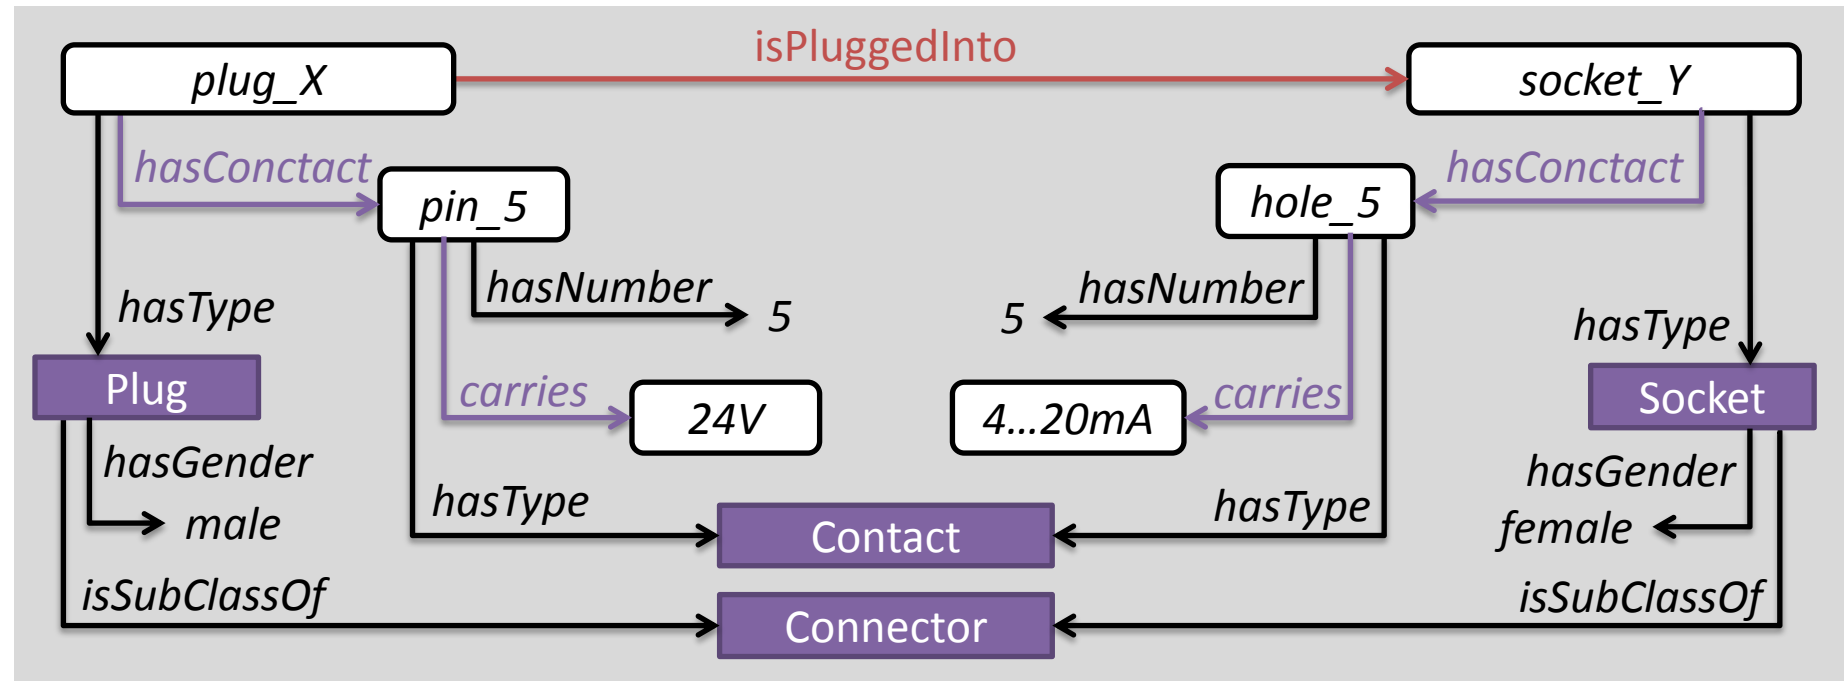 isPluggedInto
plug_X
socket_Y
hasConctact
hasConctact
pin_5
hole_5
hasNumber
hasNumber
hasType
5
5
hasType
Plug
carries
carries
Socket
24V
4...20mA
hasGender
hasGender
hasType
hasType
male
Contact
female
isSubClassOf
isSubClassOf
Connector